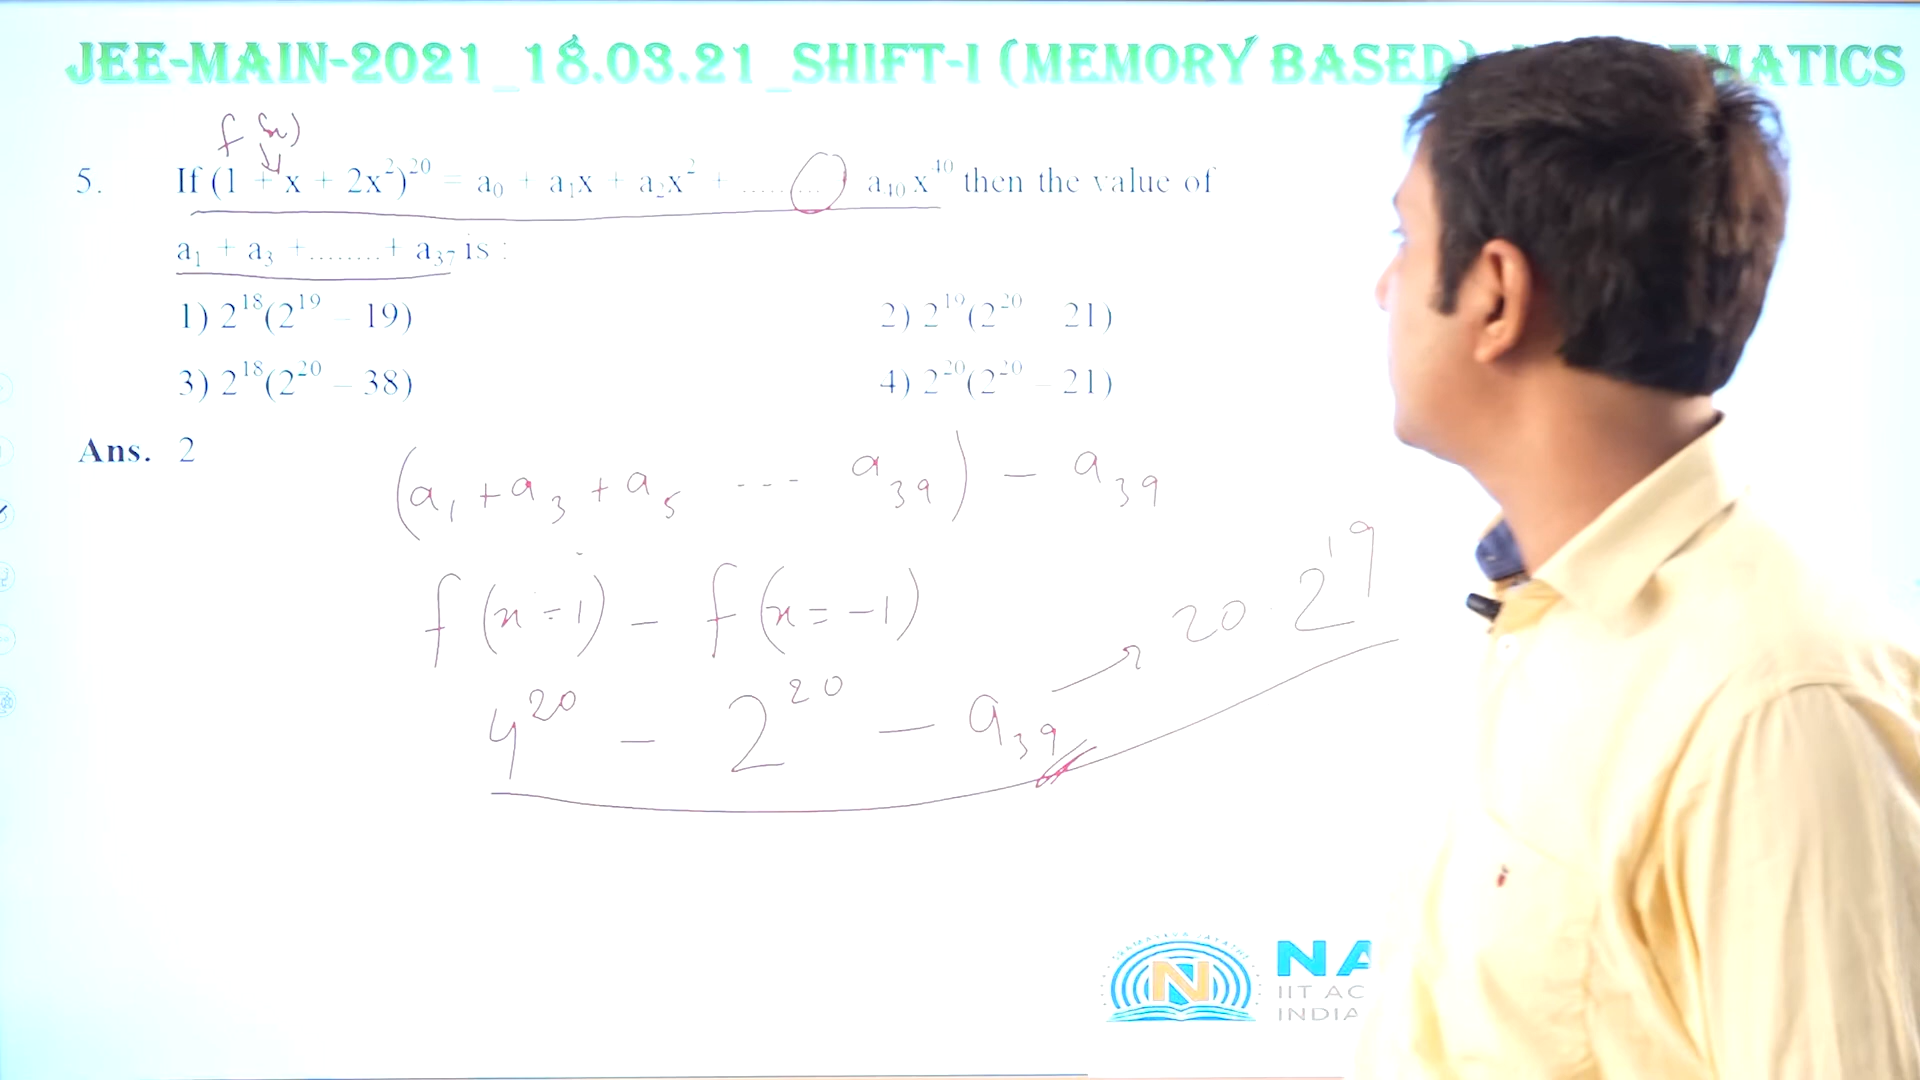 JEE-MAIN-2021_18.03.21_SHIFT-I (MEMORY BASED) MATICS
f(x)
5. If (1 + x + 2x²)²⁰ = a₀ + a₁x + a₂x² + ......... a₄₀x⁴⁰ then the value of
a₁ + a₃ +........+ a₃₇ is :
1) 2¹⁸(2¹⁹ – 19)
2) 2¹⁹(2²⁰ – 21)
3) 2¹⁸(2²⁰ – 38)
4) 2²⁰(2²⁰ – 21)
Ans. 2
(a₁ + a₃ + a₅ --- a₃₉) – a₃₉
f(x=1) – f(x=–1)
4²⁰ – 2²⁰ – a₃₉ → 20·2¹⁹
N
NA
IIT AC
INDIA